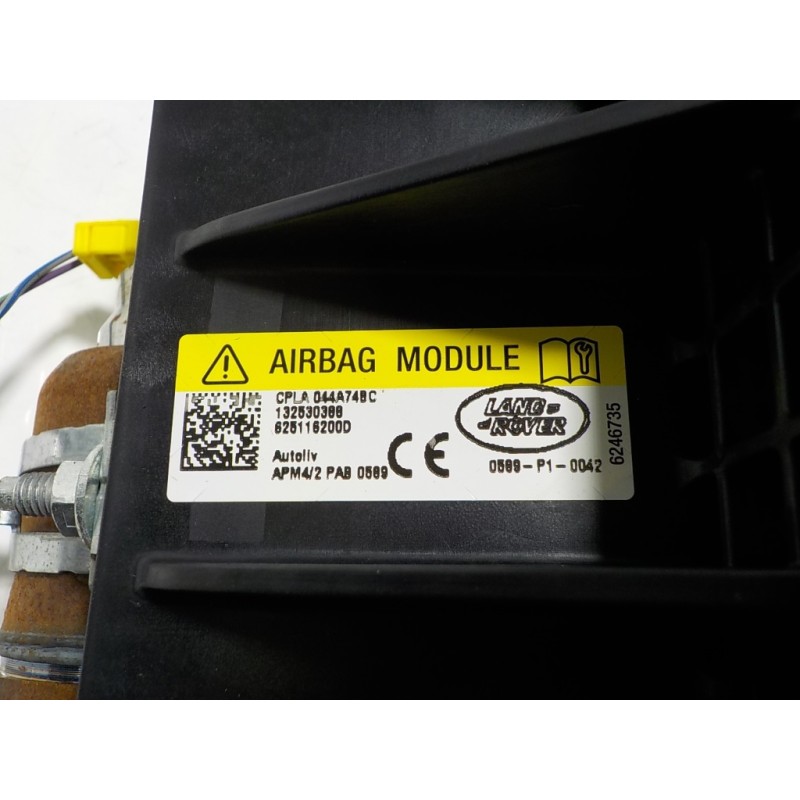 AIRBAG MODULE
CPLA 044A74BC
132530388
625116200D
Autoliv
APM4/2 PAB 0589
CE
LAND-
-ROVER
0589-P1-0042
6246735